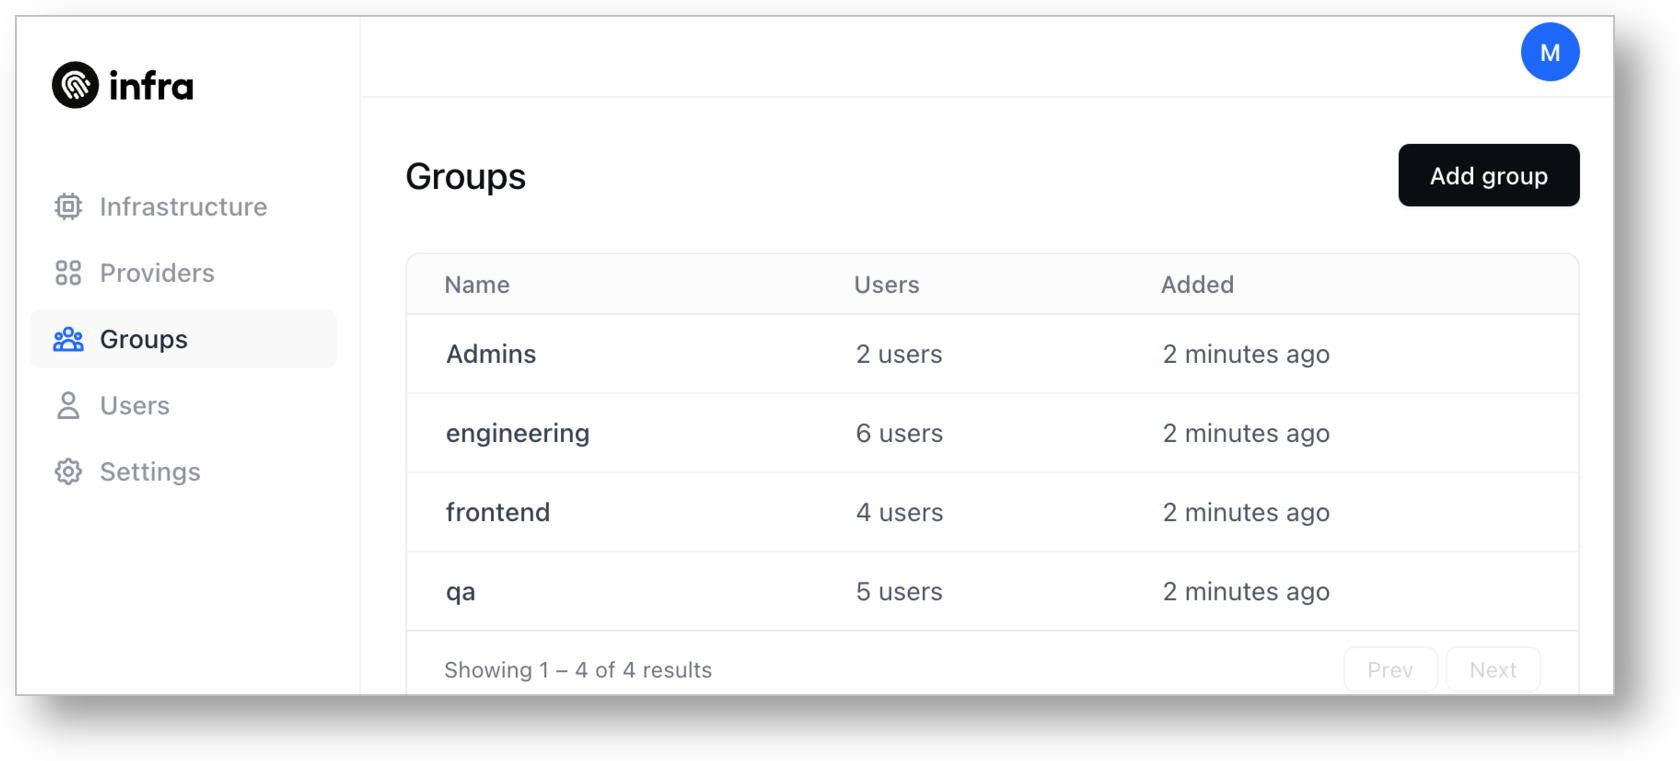 infra
M
Infrastructure
Providers
Groups
Users
Settings
Groups
Add group
Name Users Added
Admins 2 users 2 minutes ago
engineering 6 users 2 minutes ago
frontend 4 users 2 minutes ago
qa 5 users 2 minutes ago
Showing 1 – 4 of 4 results Prev Next